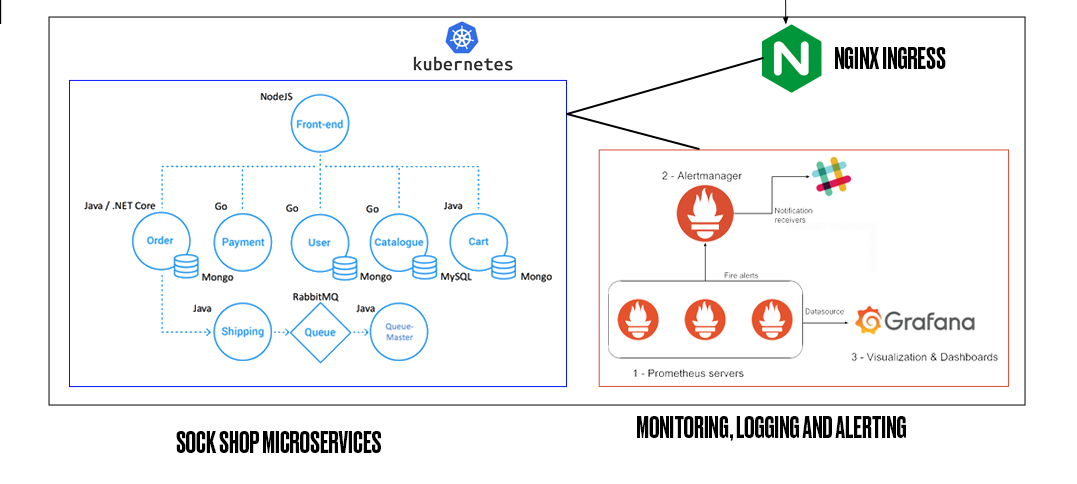 kubernetes
NGINX INGRESS
NodeJS
Front-end
Java / .NET Core
Go
Go
Go
Java
Order
Payment
User
Catalogue
Cart
Mongo
Mongo
MySQL
Mongo
Java
RabbitMQ
Java
Shipping
Queue
Queue-
Master
2 - Alertmanager
Notification
receivers
Fire alerts
Datasource
Grafana
3 - Visualization & Dashboards
1 - Prometheus servers
SOCK SHOP MICROSERVICES
MONITORING, LOGGING AND ALERTING